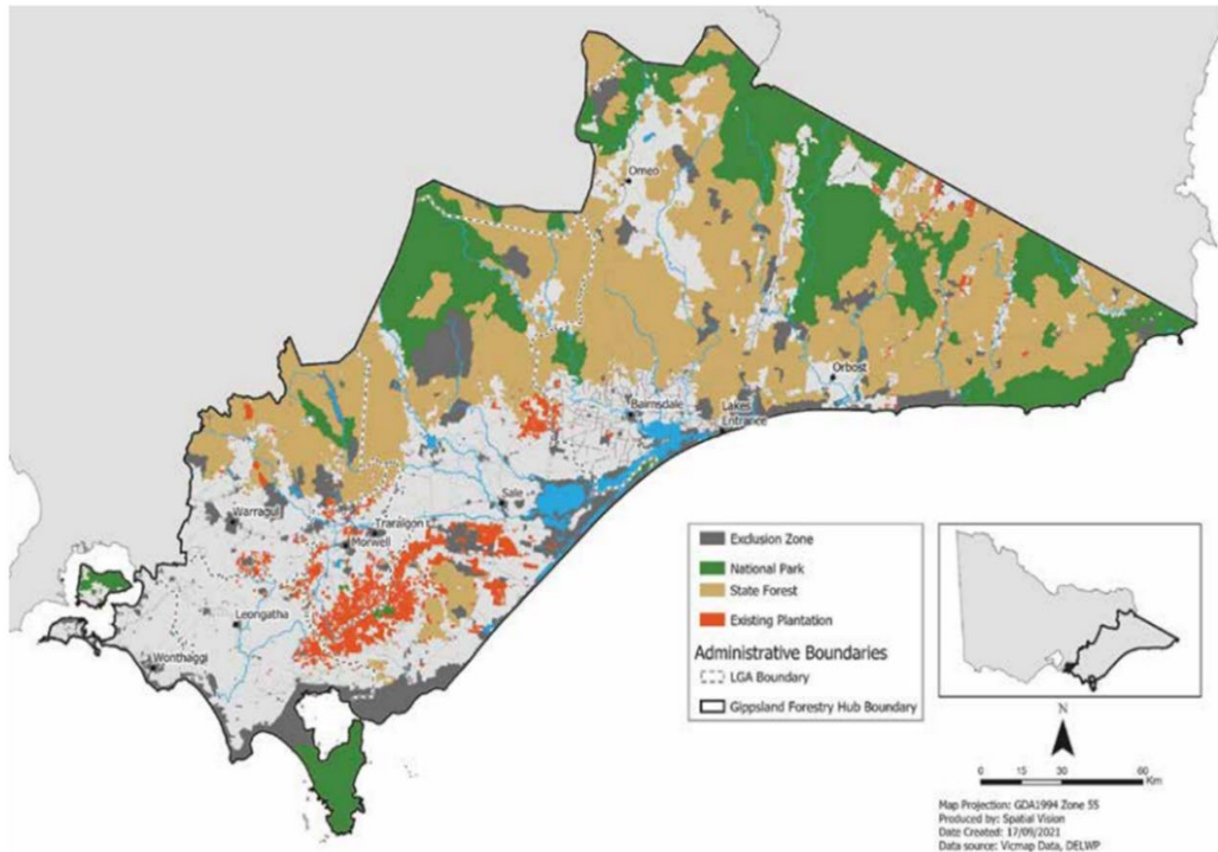 Omeo
Orbost
Bairnsdale
Lakes
Entrance
Sale
Warragul
Traralgon
Morwell
Leongatha
Wonthaggi
Exclusion Zone
National Park
State Forest
Existing Plantation
Administrative Boundaries
LGA Boundary
Gippsland Forestry Hub Boundary
N
0 15 30 60
Km
Map Projection: GDA1994 Zone 55
Produced by: Spatial Vision
Date Created: 17/09/2021
Data source: Vicmap Data, DELWP